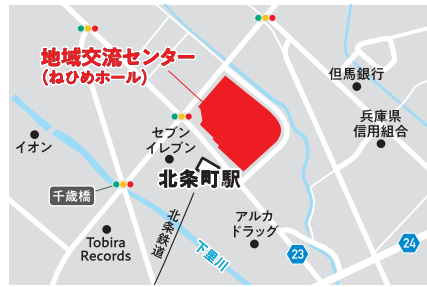 地域交流センター
(ねひめホール)
但馬銀行
兵庫県
信用組合
セブン
イレブン
イオン
北条町駅
千歳橋
北条鉄道
アルカ
ドラッグ
Tobira
Records
下里川
23
24